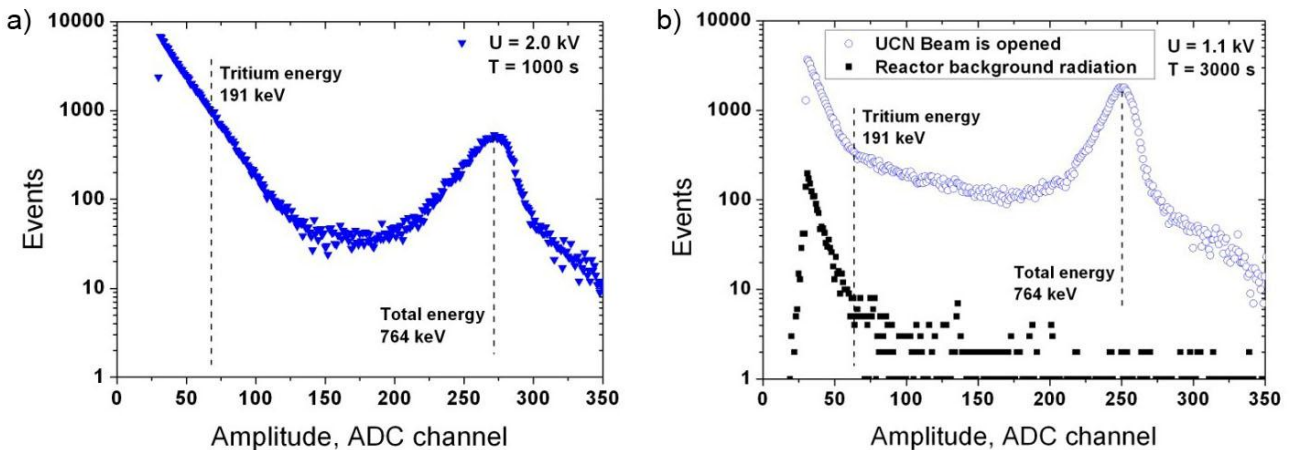 a)
U = 2.0 kV
T = 1000 s
Tritium energy
191 keV
Total energy
764 keV
Events
10000
1000
100
10
1
0 50 100 150 200 250 300 350
Amplitude, ADC channel
b)
UCN Beam is opened
Reactor background radiation
U = 1.1 kV
T = 3000 s
Tritium energy
191 keV
Total energy
764 keV
Events
10000
1000
100
10
1
0 50 100 150 200 250 300 350
Amplitude, ADC channel